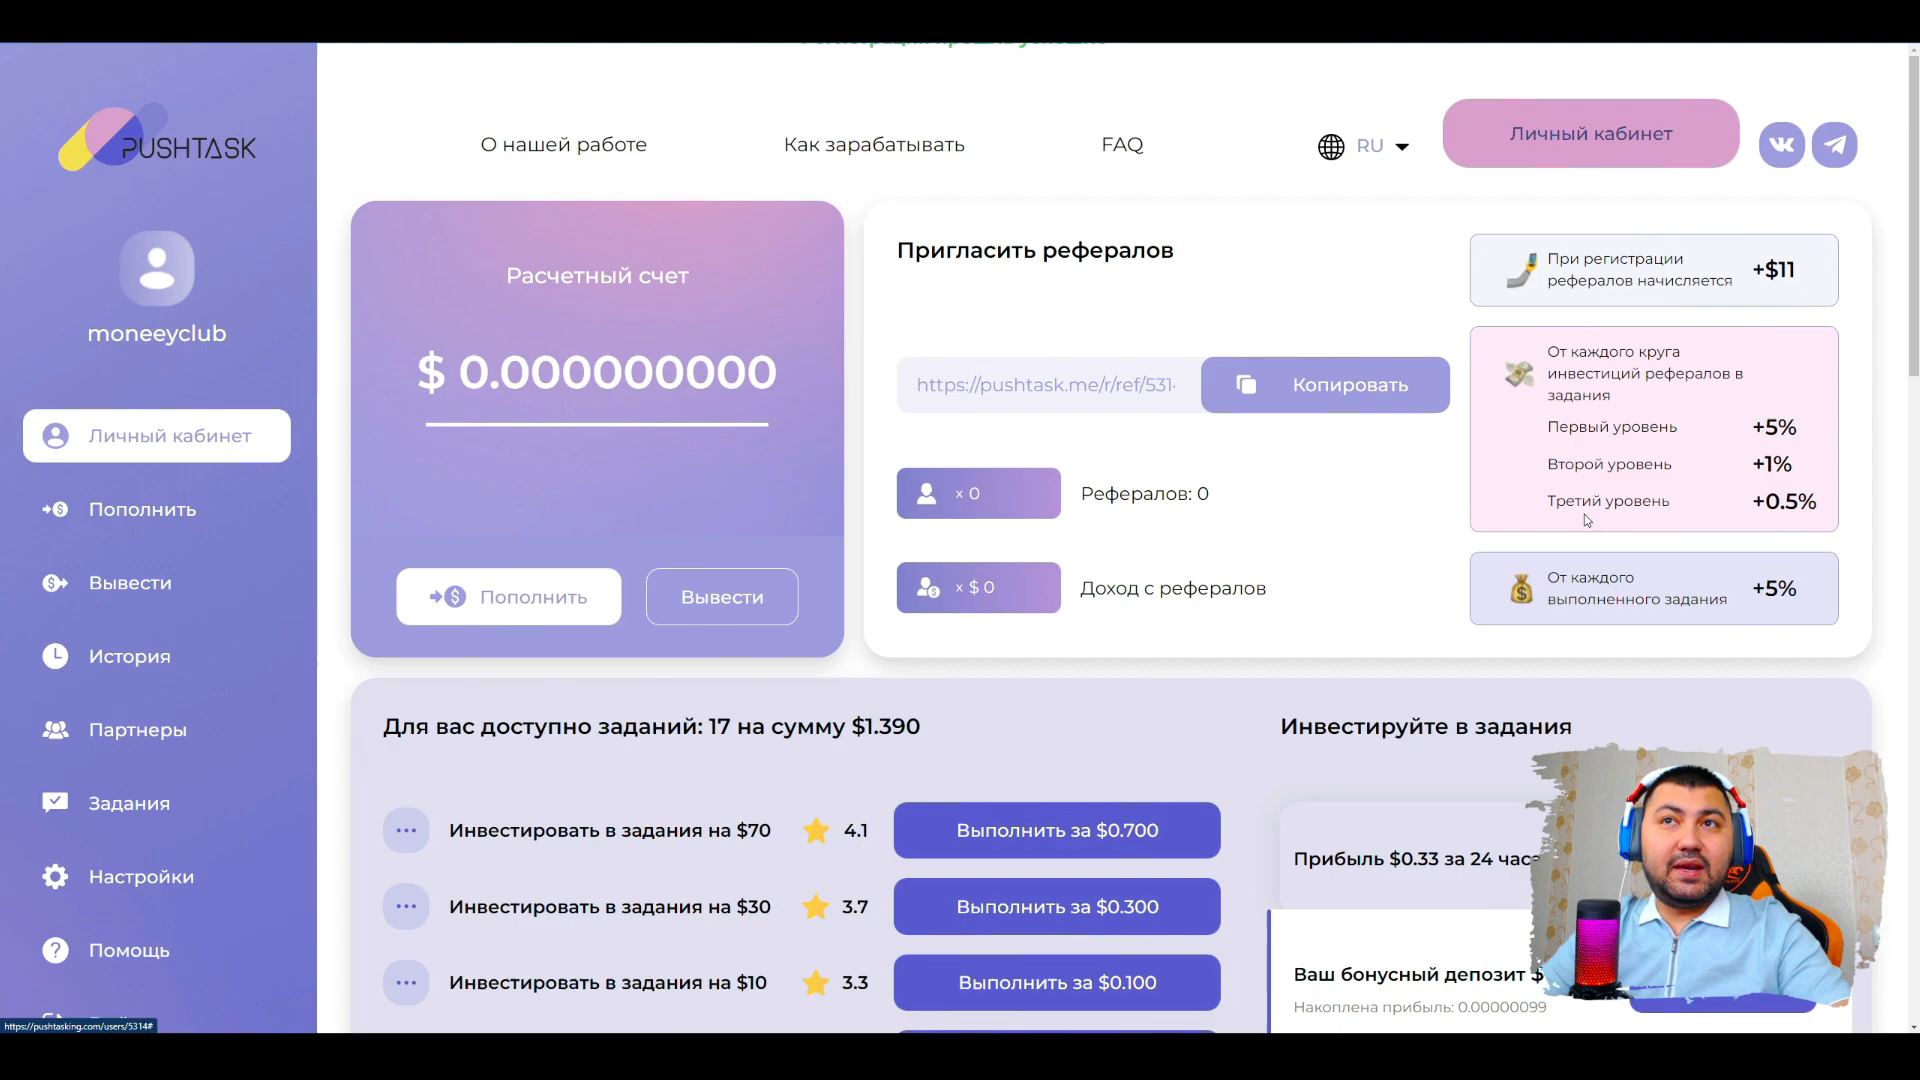 PUSHTASK
О нашей работе
Как зарабатывать
FAQ
RU
Личный кабинет
moneeyclub
Личный кабинет
Пополнить
Вывести
История
Партнеры
Задания
Настройки
Помощь
https://pushtasking.com/users/5314#
Расчетный счет
$ 0.000000000
Пополнить
Вывести
Пригласить рефералов
https://pushtask.me/r/ref/531
Копировать
x 0
Рефералов: 0
x $ 0
Доход с рефералов
При регистрации
рефералов начисляется
+$11
От каждого круга
инвестиций рефералов в
задания
Первый уровень +5%
Второй уровень +1%
Третий уровень +0.5%
От каждого
выполненного задания
+5%
Для вас доступно заданий: 17 на сумму $1.390
Инвестировать в задания на $70 4.1 Выполнить за $0.700
Инвестировать в задания на $30 3.7 Выполнить за $0.300
Инвестировать в задания на $10 3.3 Выполнить за $0.100
Инвестируйте в задания
Прибыль $0.33 за 24 часа
Ваш бонусный депозит $
Накоплена прибыль: 0.00000099